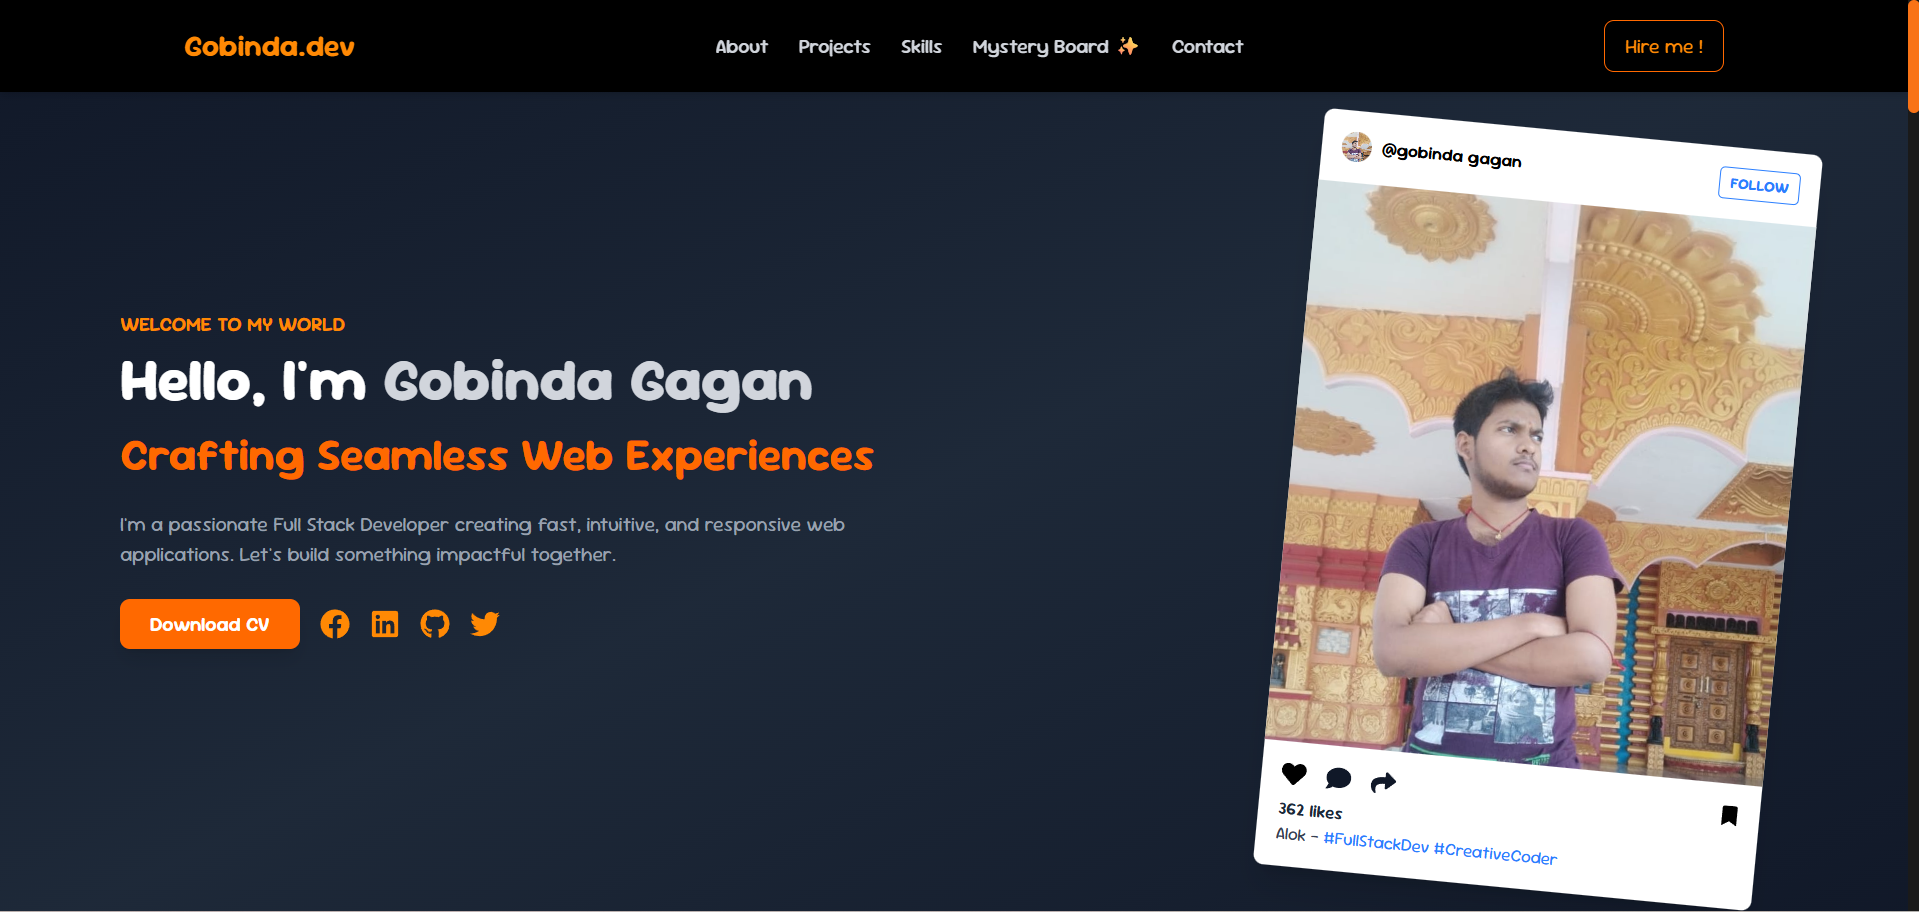 Gobinda.dev
About
Projects
Skills
Mystery Board ✨
Contact
Hire me !
WELCOME TO MY WORLD
Hello, I'm Gobinda Gagan
Crafting Seamless Web Experiences
I'm a passionate Full Stack Developer creating fast, intuitive, and responsive web
applications. Let's build something impactful together.
Download CV
@gobinda gagan
FOLLOW
362 likes
Alok - #FullStackDev #CreativeCoder